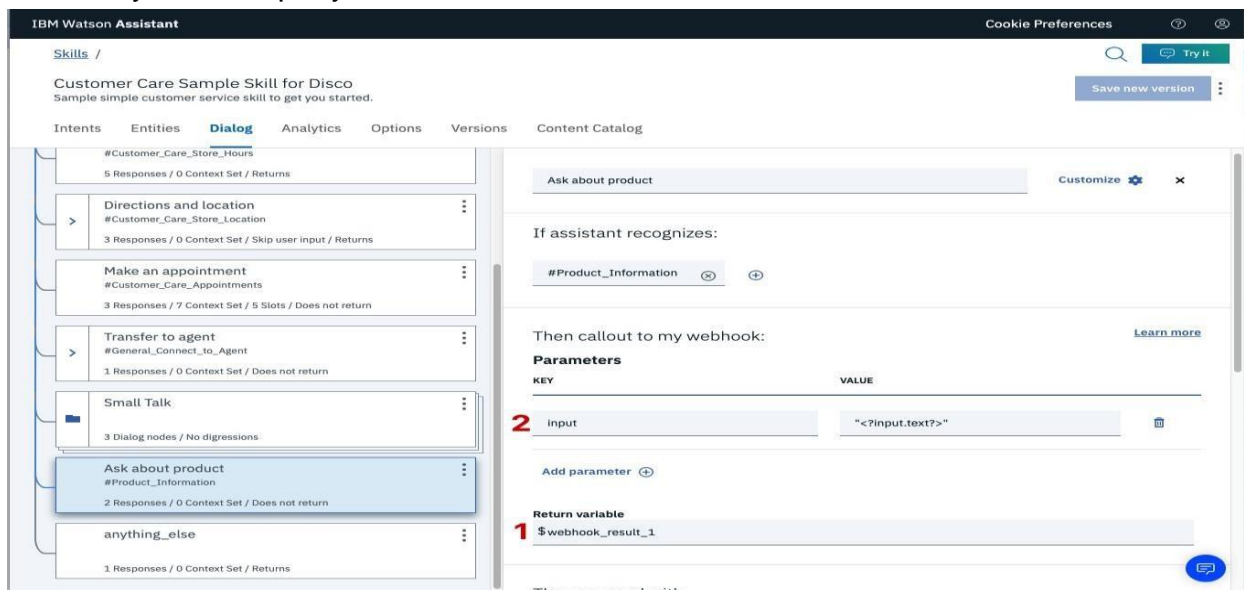 IBM Watson Assistant
Cookie Preferences
Skills /
Try it
Customer Care Sample Skill for Disco
Sample simple customer service skill to get you started.
Save new version
Intents Entities Dialog Analytics Options Versions Content Catalog
#Customer_Care_Store_Hours
5 Responses / 0 Context Set / Returns
Directions and location
#Customer_Care_Store_Location
3 Responses / 0 Context Set / Skip user input / Returns
Make an appointment
#Customer_Care_Appointments
3 Responses / 7 Context Set / 5 Slots / Does not return
Transfer to agent
#General_Connect_to_Agent
1 Responses / 0 Context Set / Does not return
Small Talk
3 Dialog nodes / No digressions
Ask about product
#Product_Information
2 Responses / 0 Context Set / Does not return
anything_else
1 Responses / 0 Context Set / Returns
Ask about product
Customize
If assistant recognizes:
#Product_Information
Then callout to my webhook:
Learn more
Parameters
KEY VALUE
2 input "<?input.text?>"
Add parameter
Return variable
1 $webhook_result_1